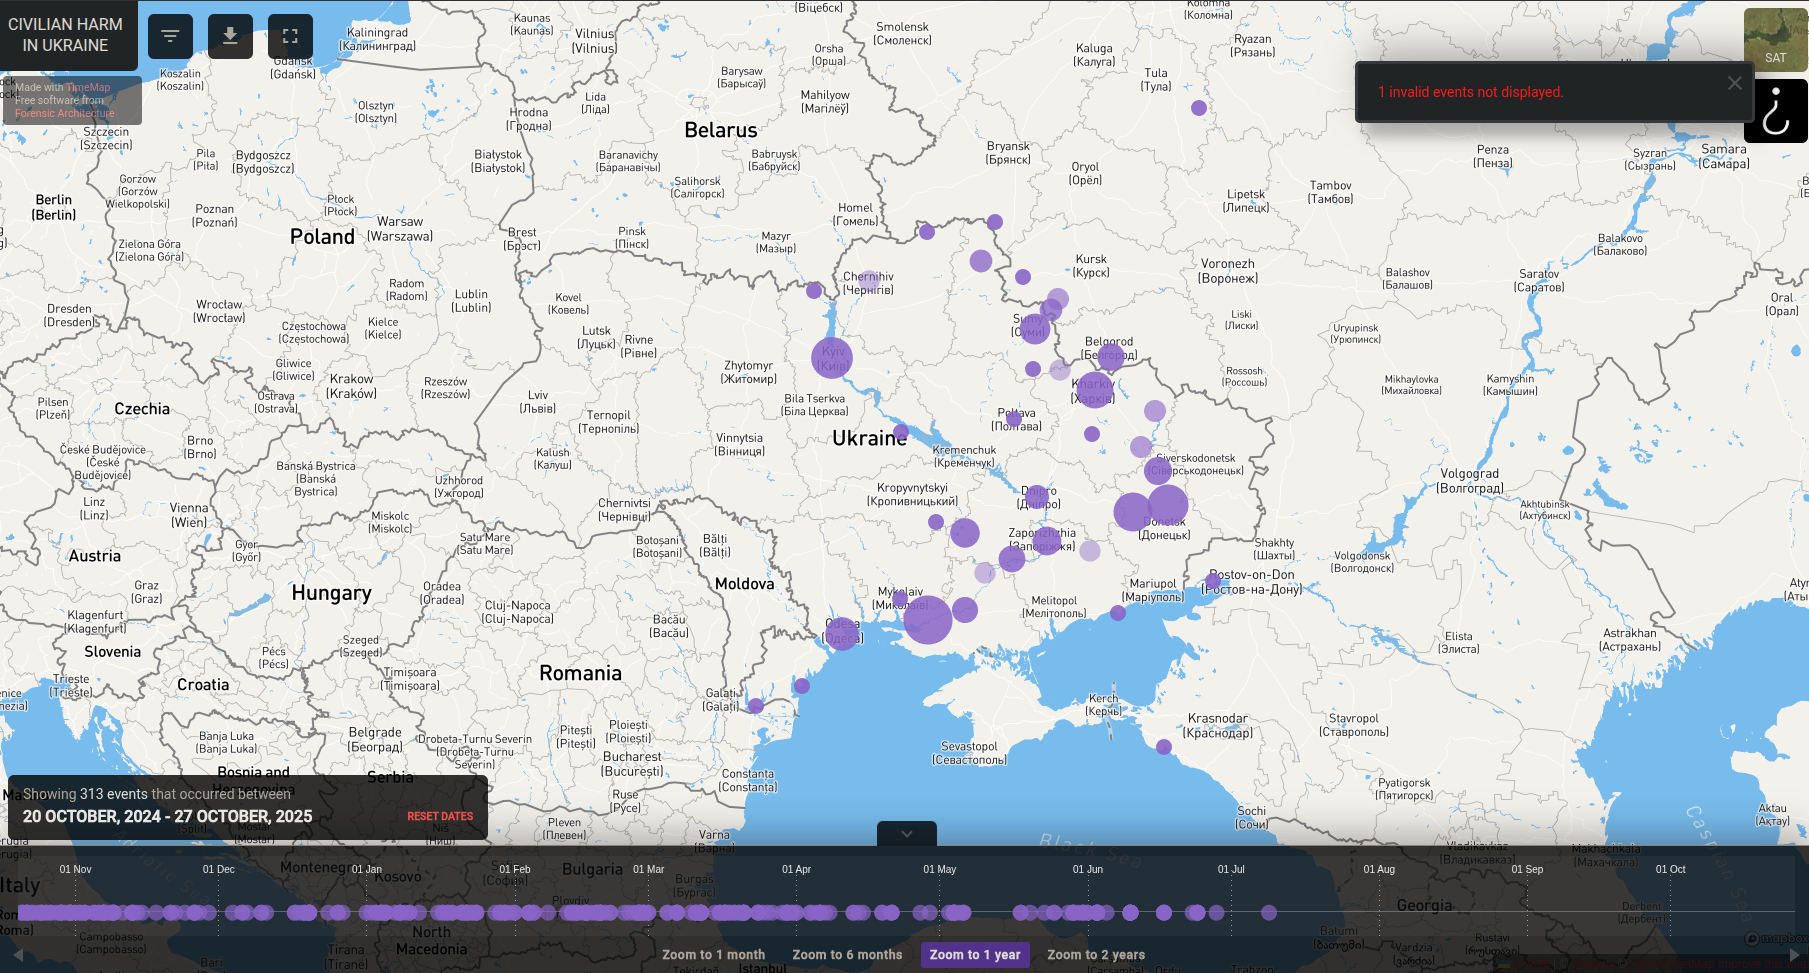 CIVILIAN HARM
IN UKRAINE
Made with TimeMap
Free software from
Forensic Architecture
SAT
1 invalid events not displayed.
Kaunas
(Kaunas)
Vilnius
(Vilnius)
(Віцебск)
Orsha
(Орша)
Smolensk
(Смоленск)
Kolomna
(Коломна)
Kaluga
(Калуга)
Ryazan
(Рязань)
Tula
(Тула)
Kaliningrad
(Калининград)
Gdańsk
(Gdańsk)
Koszalin
(Koszalin)
Olsztyn
(Olsztyn)
Lida
(Ліда)
Hrodna
(Гродна)
Barysaw
(Барысаў)
Mahilyow
(Магілёў)
Belarus
Szczecin
(Szczecin)
Piła
(Piła)
Bydgoszcz
(Bydgoszcz)
Białystok
(Białystok)
Baranavichy
(Баранавічы)
Babruysk
(Бабруйск)
Salihorsk
(Салігорск)
Bryansk
(Брянск)
Oryol
(Орёл)
Lipetsk
(Липецк)
Tambov
(Тамбов)
Penza
(Пенза)
Syzran
(Сызрань)
Samara
(Самара)
Berlin
(Berlin)
Gorzow
(Gorzów
Wielkopolski)
Poznan
(Poznań)
Płock
(Płock)
Warsaw
(Warszawa)
Poland
Brest
(Брэст)
Pinsk
(Пінск)
Mazyr
(Мазыр)
Homel
(Гомель)
Zielona Góra
(Zielona Góra)
Chernihiv
(Чернігів)
Kursk
(Курск)
Voronezh
(Воронеж)
Balakovo
(Балаково)
Saratov
(Саратов)
Balashov
(Балашов)
Oral
(Орал)
Dresden
(Dresden)
Wrocław
(Wrocław)
Radom
(Radom)
Lublin
(Lublin)
Kovel
(Ковель)
Częstochowa
(Częstochowa)
Kielce
(Kielce)
Lutsk
(Луцьк)
Rivne
(Рівне)
Sumy
(Суми)
Liski
(Лиски)
Uryupinsk
(Урюпинск)
Belgorod
(Белгород)
Gliwice
(Gliwice)
Krakow
(Kraków)
Rzeszów
(Rzeszów)
Zhytomyr
(Житомир)
Kyiv
(Київ)
Rossosh
(Россошь)
Mikhaylovka
(Михайловка)
Kamyshin
(Камышин)
Kharkiv
(Харків)
Pilsen
(Plzeň)
Czechia
Ostrava
(Ostrava)
Lviv
(Львів)
Ternopil
(Тернопіль)
Bila Tserkva
(Біла Церква)
Poltava
(Полтава)
Brno
(Brno)
České Budějovice
(České
Budějovice)
Vinnytsia
(Вінниця)
Ukraine
Kremenchuk
(Кременчук)
Siverskodonetsk
(Сіверськодонецьк)
Volgograd
(Волгоград)
Banská Bystrica
(Banská
Bystrica)
Kalush
(Калуш)
Uzhhorod
(Ужгород)
Linz
(Linz)
Vienna
(Wien)
Chernivtsi
(Чернівці)
Kropyvnytskyi
(Кропивницький)
Dnipro
(Дніпро)
Donetsk
(Донецьк)
Akhtubinsk
(Ахтубинск)
Miskolc
(Miskolc)
Austria
Gyor
(Győr)
Satu Mare
(Satu Mare)
Botoșani
(Botoșani)
Bălți
(Bălți)
Zaporizhzhia
(Запоріжжя)
Shakhty
(Шахты)
Volgodonsk
(Волгодонск)
Graz
(Graz)
Hungary
Oradea
(Oradea)
Moldova
Mariupol
(Маріуполь)
Rostov-on-Don
(Ростов-на-Дону)
Klagenfurt
(Klagenfurt)
Cluj-Napoca
(Cluj-Napoca)
Bacău
(Bacău)
Mykolaiv
(Миколаїв)
Melitopol
(Мелітополь)
Odesa
(Одеса)
Elista
(Элиста)
Astrakhan
(Астрахань)
Slovenia
Pécs
(Pécs)
Szeged
(Szeged)
Timișoara
(Timișoara)
Romania
Trieste
(Trieste)
Croatia
Galați
(Galați)
Kerch
(Керчь)
Krasnodar
(Краснодар)
Stavropol
(Ставрополь)
Banja Luka
(Banja Luka)
Belgrade
(Београд)
Drobeta-Turnu Severin
(Drobeta-Turnu
Severin)
Pitești
(Pitești)
Ploiești
(Ploiești)
Bucharest
(București)
Sevastopol
(Севастополь)
Bosnia and
Serbia
Constanța
(Constanța)
Ruse
(Русе)
Pleven
(Плевен)
Varna
(Варна)
Pyatigorsk
(Пятигорск)
Sochi
(Сочи)
Aktau
(Ақтау)
Black Sea
Caspian Sea
Showing 313 events that occurred between
20 OCTOBER, 2024 - 27 OCTOBER, 2025
RESET DATES
01 Nov
01 Dec
01 Jan
01 Feb
01 Mar
01 Apr
01 May
01 Jun
01 Jul
01 Aug
01 Sep
01 Oct
Italy
Montenegro
Kosovo
Bulgaria
Georgia
North
Macedonia
Campobasso
(Campobasso)
Tirana
(Tiranë)
Batumi
Derbent
(Дербент)
Istanbul
mapbox
Zoom to 1 month
Zoom to 6 months
Zoom to 1 year
Zoom to 2 years